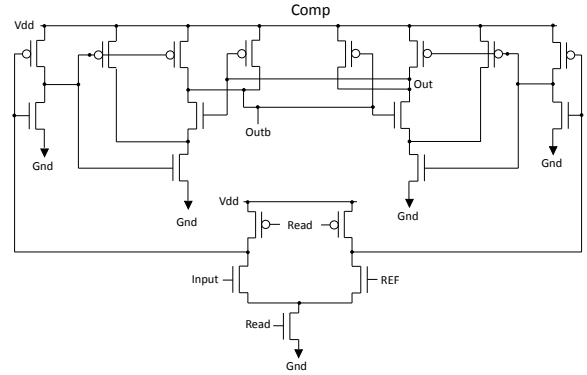 Comp
Vdd
Out
Outb
Gnd
Gnd
Gnd
Gnd
Vdd
Read
Input
REF
Read
Gnd